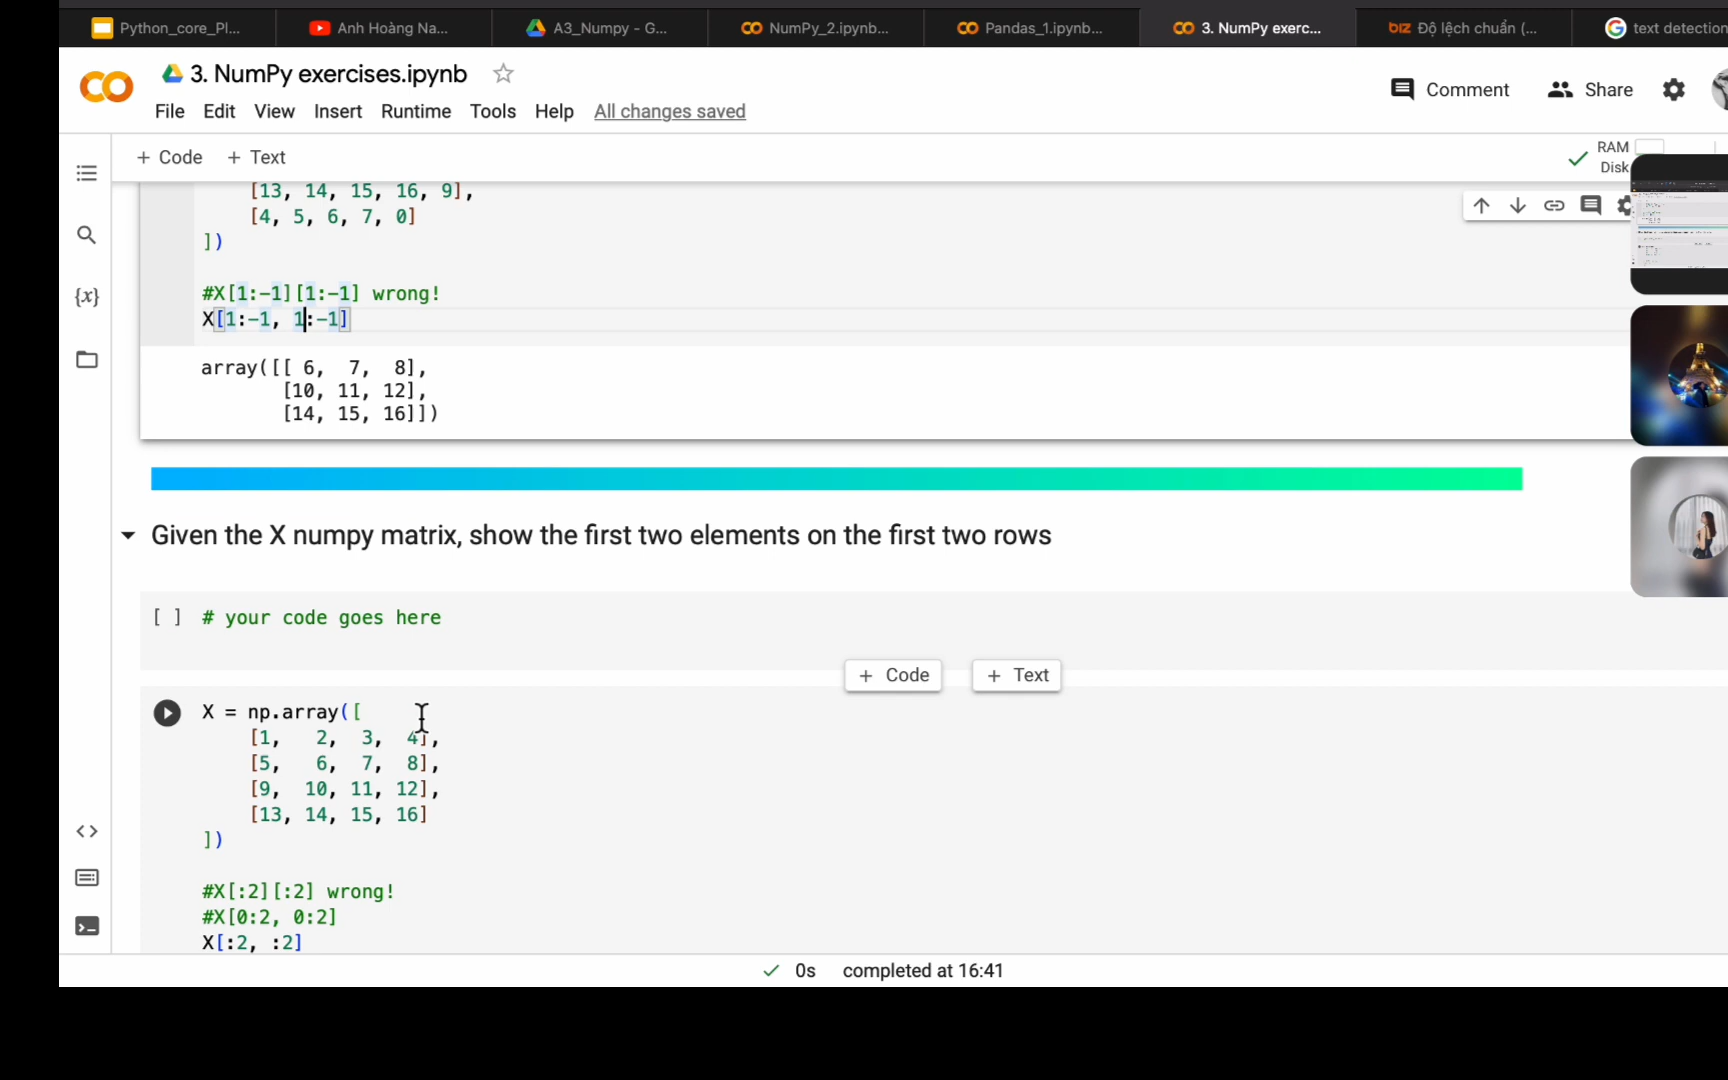 Python_core_Pl... Anh Hoàng Na... A3_Numpy - G... NumPy_2.ipynb... Pandas_1.ipynb... 3. NumPy exerc... biz Độ lệch chuẩn (... text detection
3. NumPy exercises.ipynb
Comment Share
File Edit View Insert Runtime Tools Help All changes saved
+ Code + Text
RAM
Disk
[13, 14, 15, 16, 9],
[4, 5, 6, 7, 0]
])
#X[1:-1][1:-1] wrong!
X[1:-1, 1:-1]
array([[ 6, 7, 8],
[10, 11, 12],
[14, 15, 16]])
Given the X numpy matrix, show the first two elements on the first two rows
[ ] # your code goes here
+ Code + Text
X = np.array([
[1, 2, 3, 4],
[5, 6, 7, 8],
[9, 10, 11, 12],
[13, 14, 15, 16]
])
#X[:2][:2] wrong!
#X[0:2, 0:2]
X[:2, :2]
0s completed at 16:41